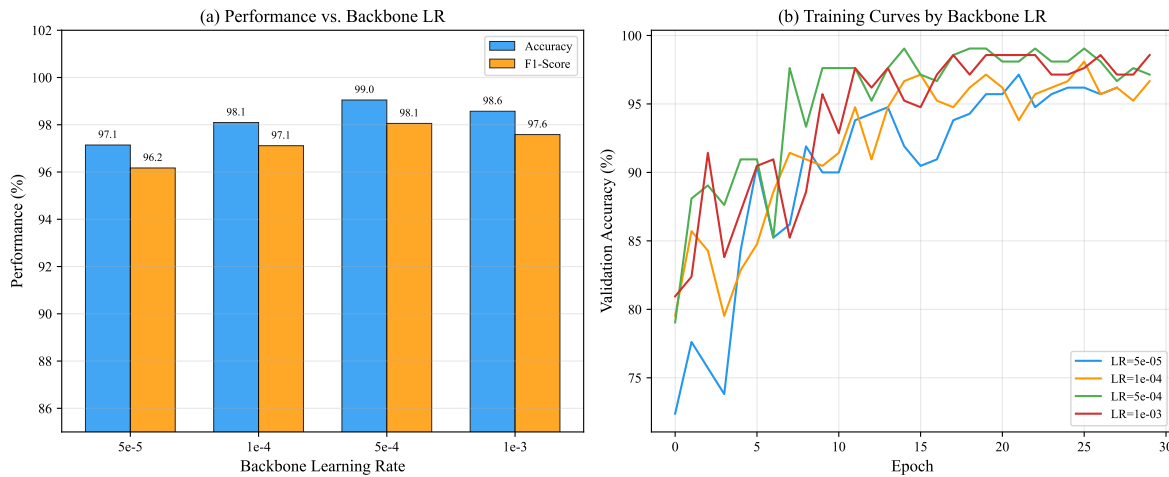 (a) Performance vs. Backbone LR
102
100
98
96
94
92
90
88
86
Performance (%)
Accuracy
F1-Score
97.1
96.2
98.1
97.1
99.0
98.1
98.6
97.6
5e-5
1e-4
5e-4
1e-3
Backbone Learning Rate
(b) Training Curves by Backbone LR
100
95
90
85
80
75
Validation Accuracy (%)
LR=5e-05
LR=1e-04
LR=5e-04
LR=1e-03
0
5
10
15
20
25
30
Epoch